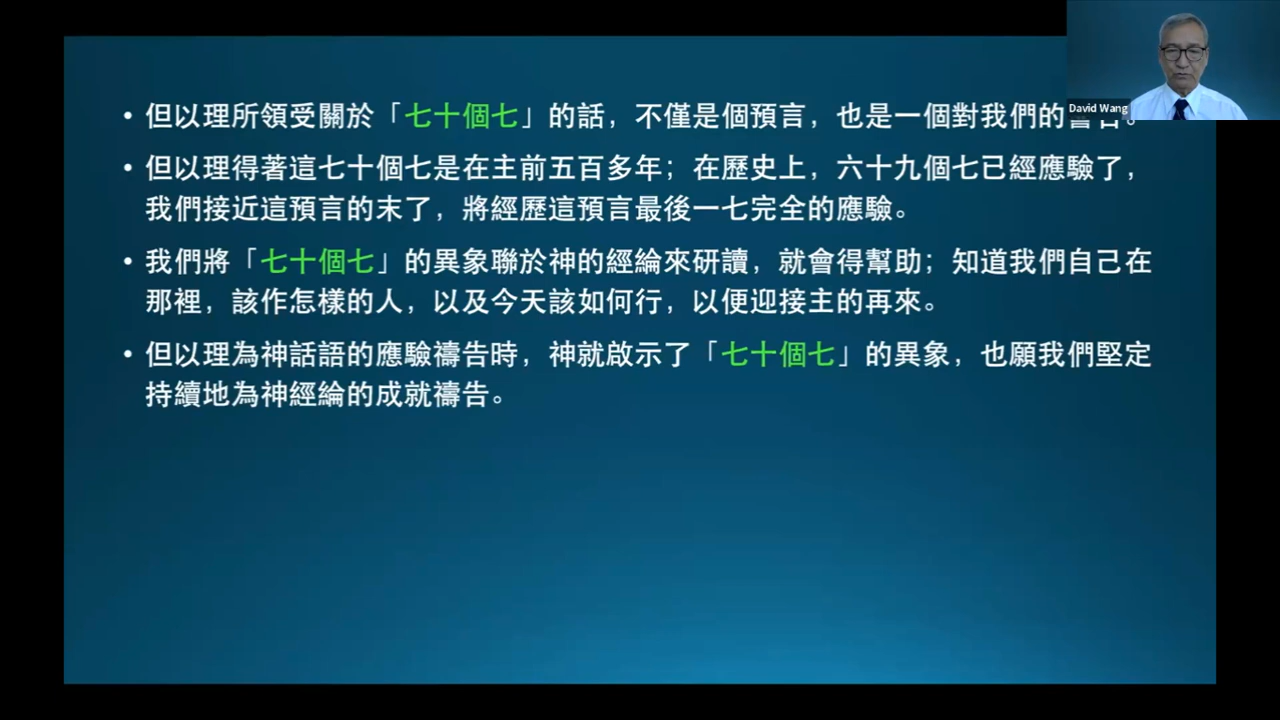 • 但以理所領受關於「七十個七」的話，不僅是個預言，也是一個對我們的
David Wang
• 但以理得著這七十個七是在主前五百多年；在歷史上，六十九個七已經應驗了，
我們接近這預言的末了，將經歷這預言最後一七完全的應驗。
• 我們將「七十個七」的異象聯於神的經綸來研讀，就會得幫助；知道我們自己在
那裡，該作怎樣的人，以及今天該如何行，以便迎接主的再來。
• 但以理為神話語的應驗禱告時，神就啟示了「七十個七」的異象，也願我們堅定
持續地為神經綸的成就禱告。